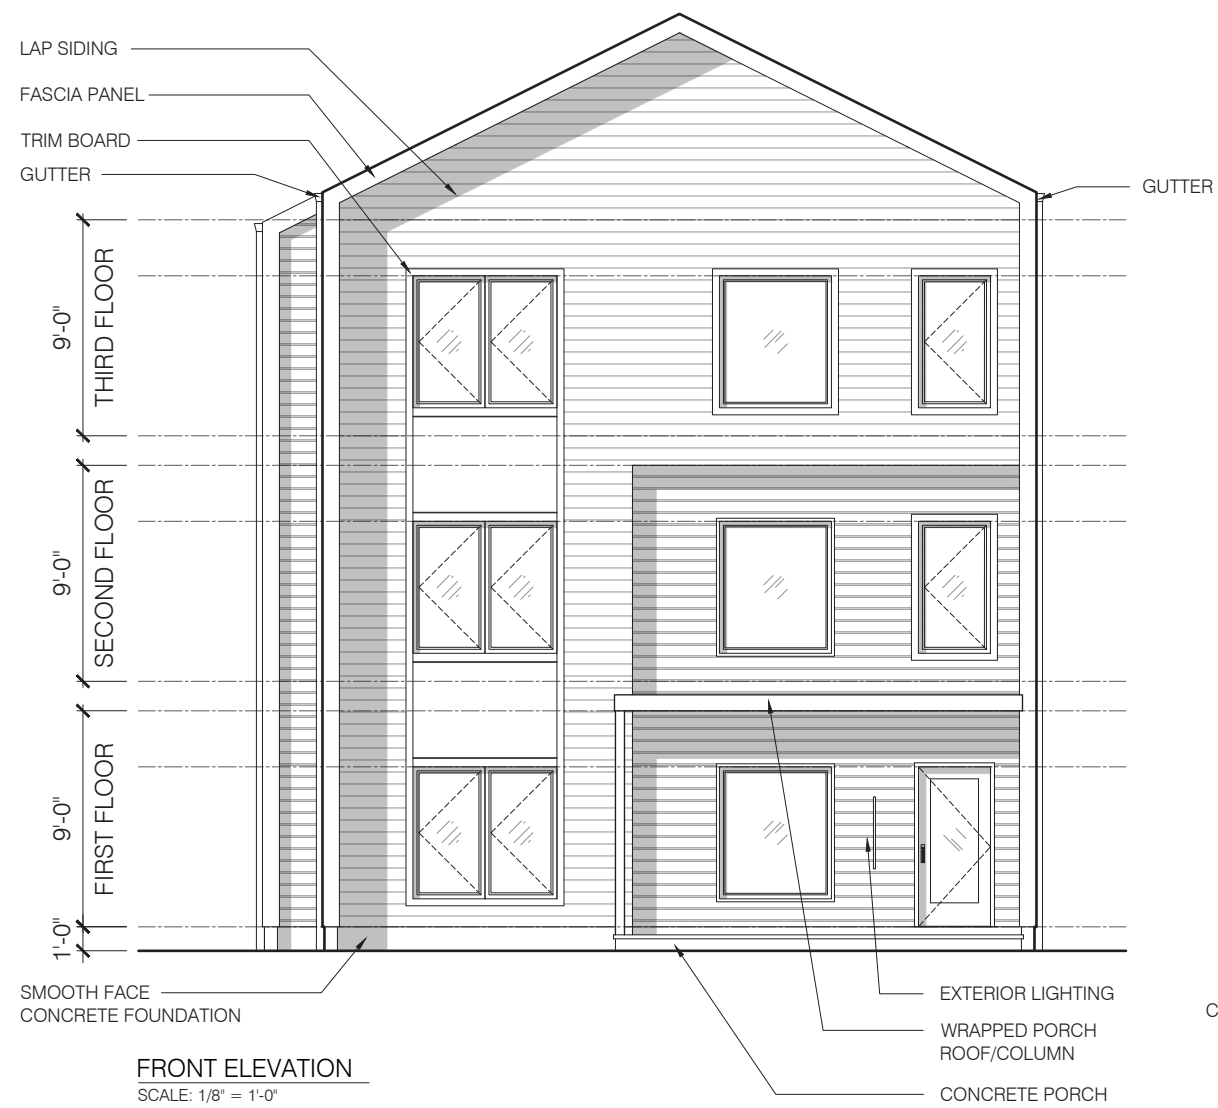 LAP SIDING
FASCIA PANEL
TRIM BOARD
GUTTER
GUTTER
9'-0"
THIRD FLOOR
9'-0"
SECOND FLOOR
9'-0"
FIRST FLOOR
1'-0"
SMOOTH FACE
CONCRETE FOUNDATION
EXTERIOR LIGHTING
C
WRAPPED PORCH
ROOF/COLUMN
CONCRETE PORCH
FRONT ELEVATION
SCALE: 1/8" = 1'-0"